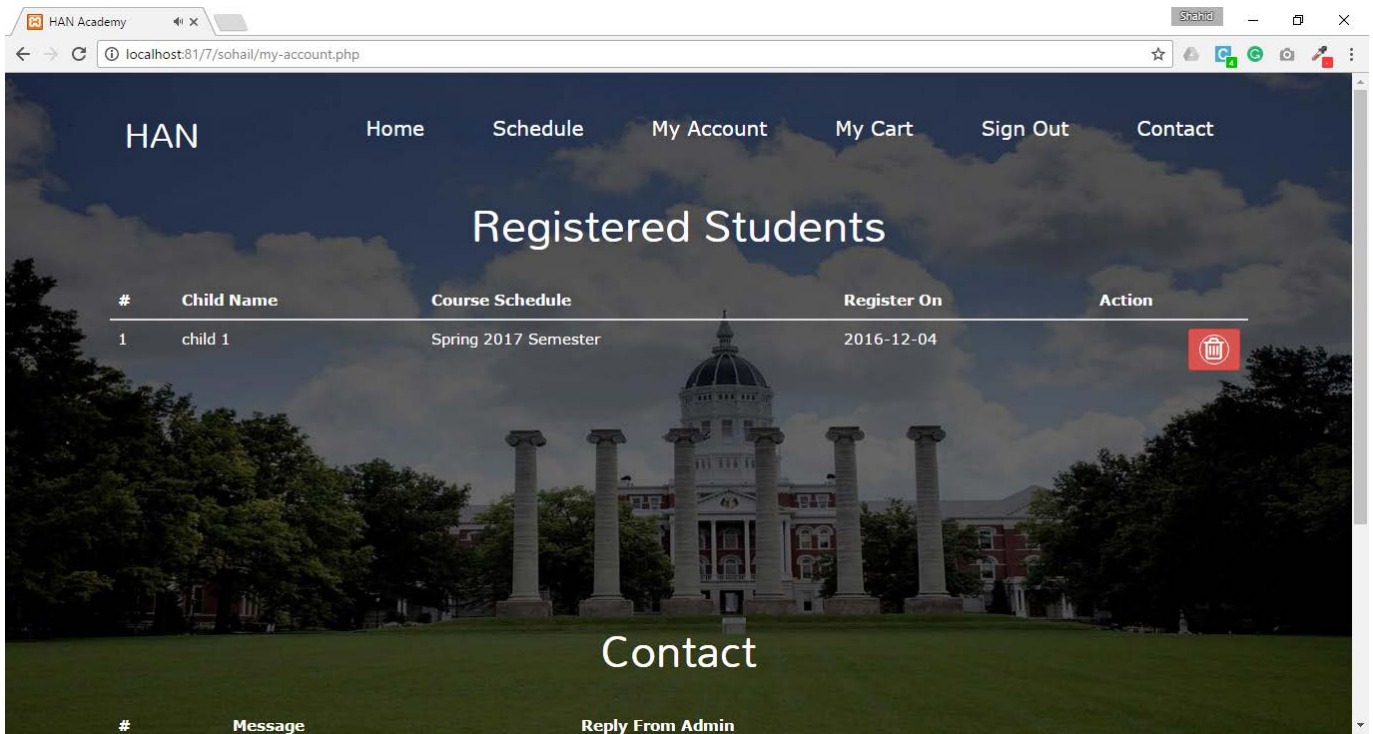 HAN Academy
Shahid
localhost:81/7/sohail/my-account.php
4
HAN
Home Schedule My Account My Cart Sign Out Contact
Registered Students
# Child Name Course Schedule Register On Action
1 child 1 Spring 2017 Semester 2016-12-04
Contact
# Message Reply From Admin